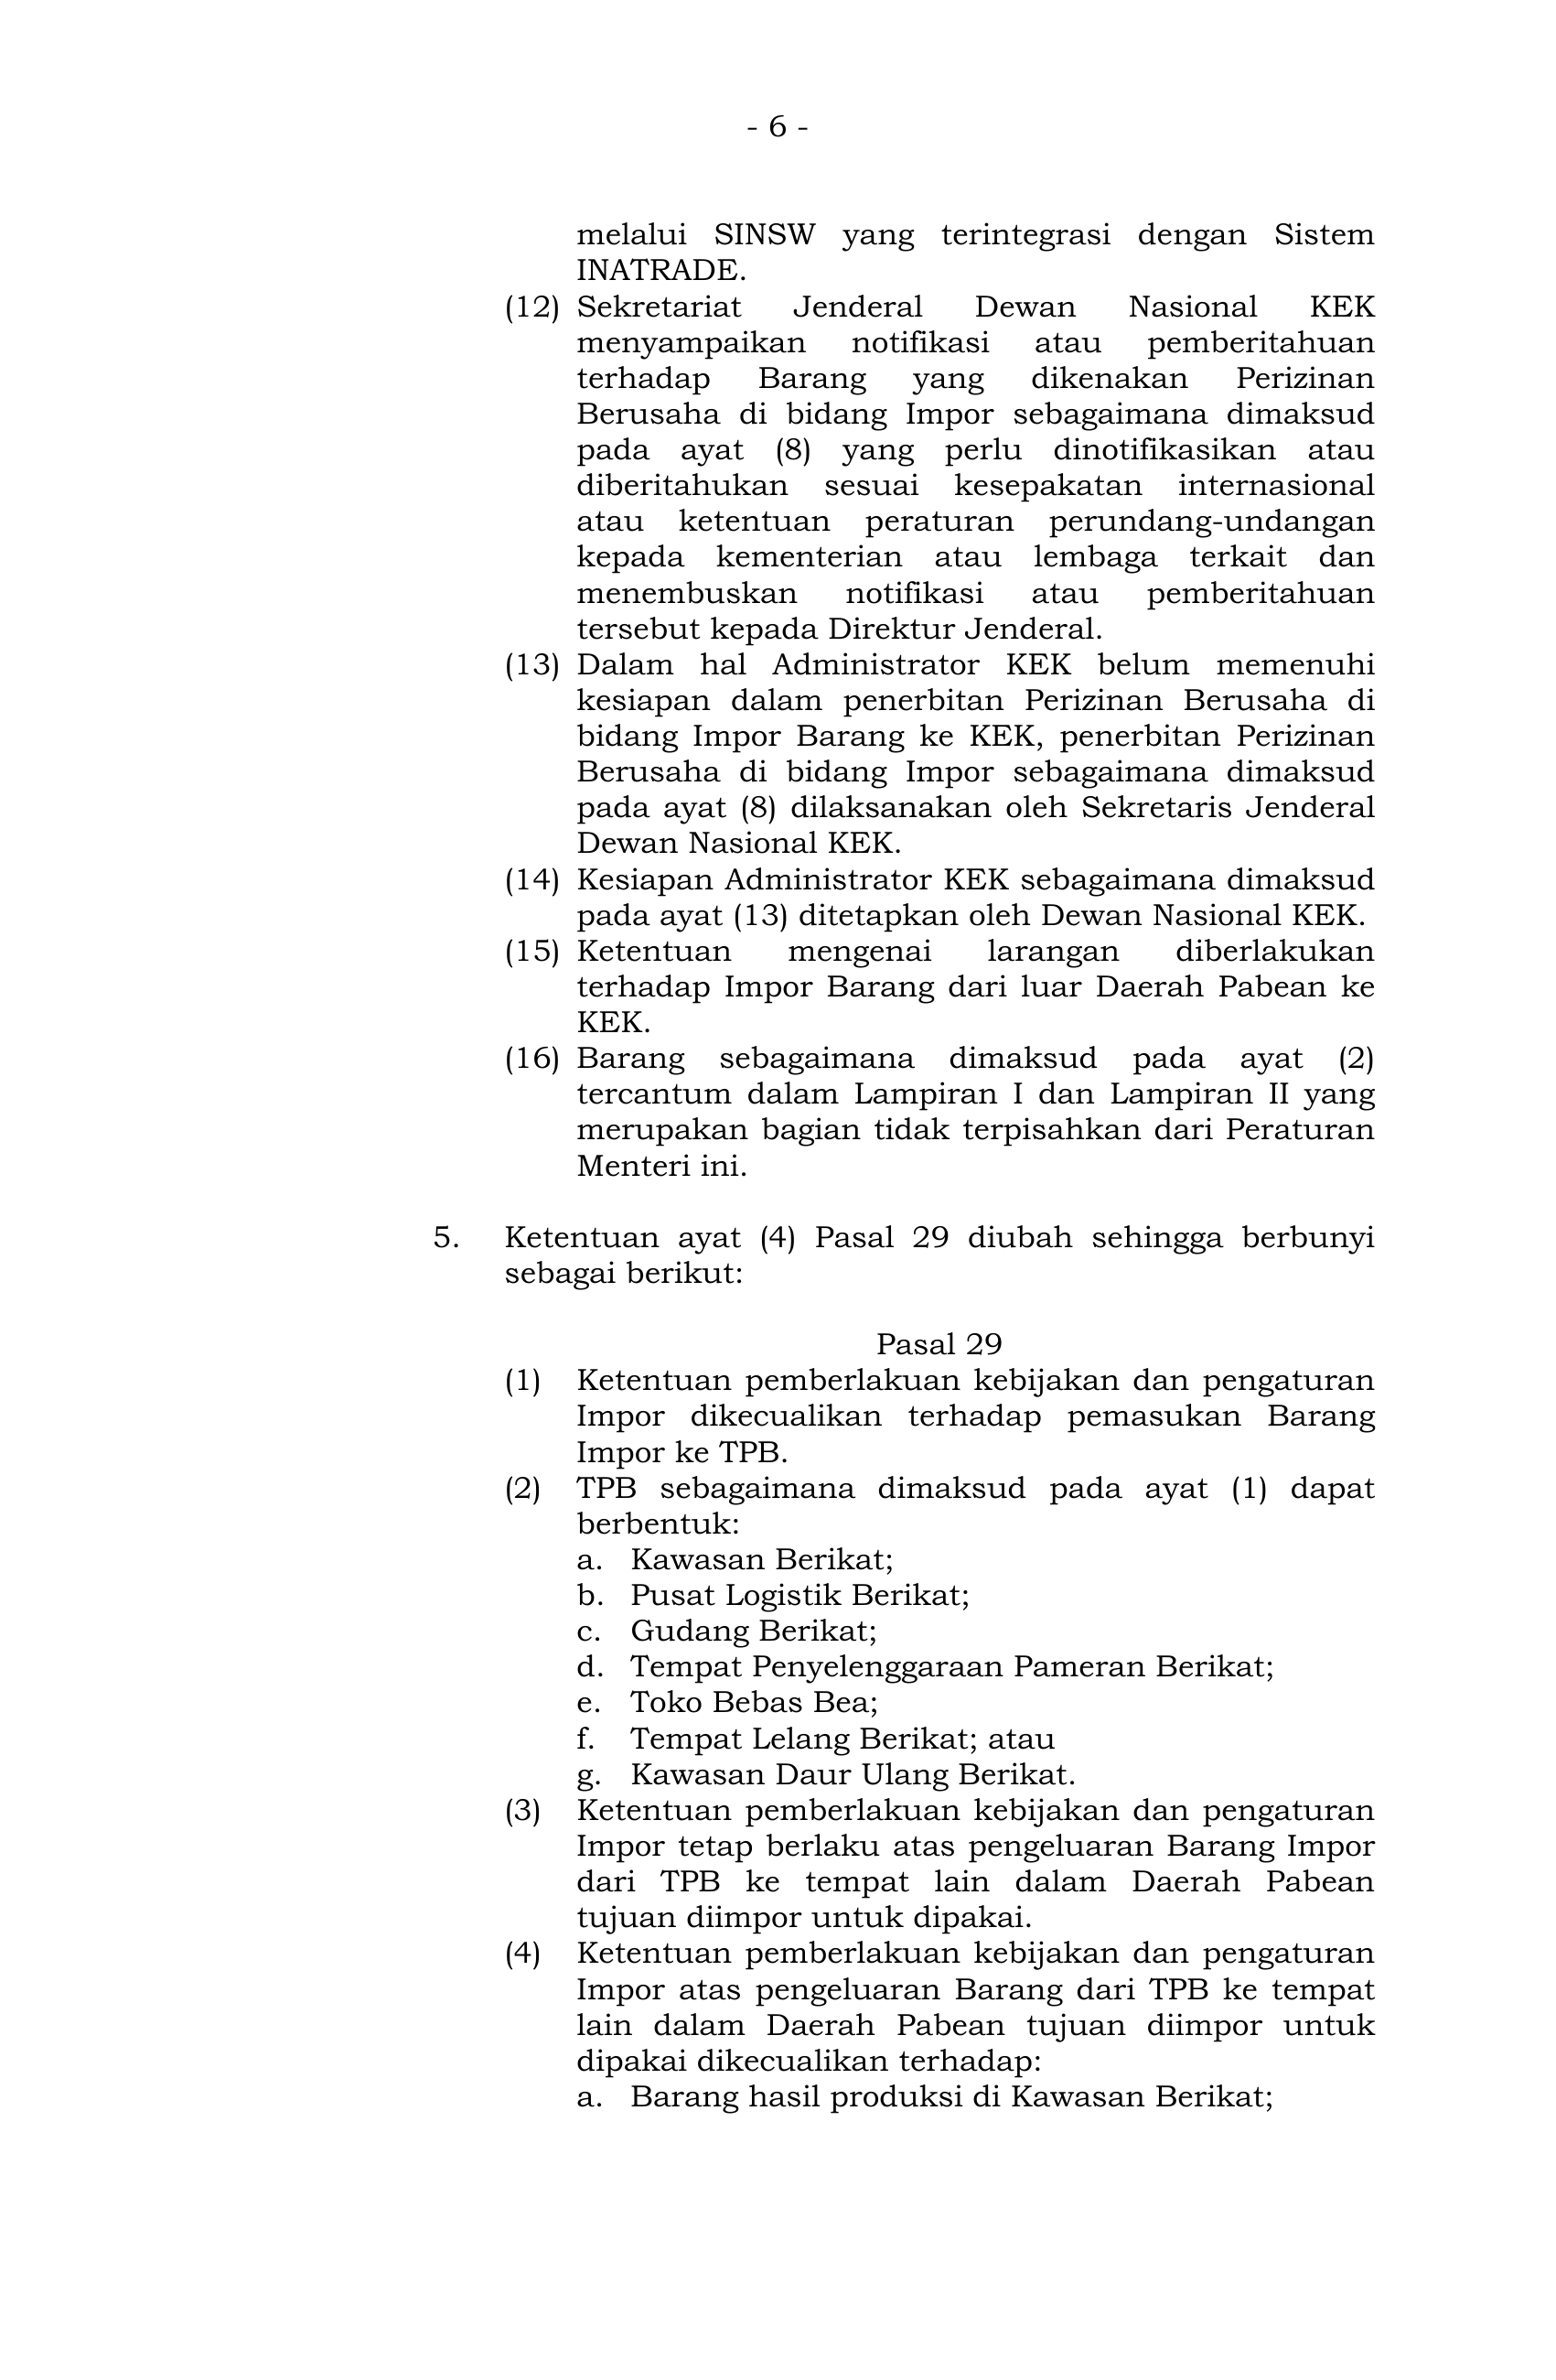 - 6 -
melalui SINSW yang terintegrasi dengan Sistem
INATRADE.
(12) Sekretariat Jenderal Dewan Nasional KEK
menyampaikan notifikasi atau pemberitahuan
terhadap Barang yang dikenakan Perizinan
Berusaha di bidang Impor sebagaimana dimaksud
pada ayat (8) yang perlu dinotifikasikan atau
diberitahukan sesuai kesepakatan internasional
atau ketentuan peraturan perundang-undangan
kepada kementerian atau lembaga terkait dan
menembuskan notifikasi atau pemberitahuan
tersebut kepada Direktur Jenderal.
(13) Dalam hal Administrator KEK belum memenuhi
kesiapan dalam penerbitan Perizinan Berusaha di
bidang Impor Barang ke KEK, penerbitan Perizinan
Berusaha di bidang Impor sebagaimana dimaksud
pada ayat (8) dilaksanakan oleh Sekretaris Jenderal
Dewan Nasional KEK.
(14) Kesiapan Administrator KEK sebagaimana dimaksud
pada ayat (13) ditetapkan oleh Dewan Nasional KEK.
(15) Ketentuan mengenai larangan diberlakukan
terhadap Impor Barang dari luar Daerah Pabean ke
KEK.
(16) Barang sebagaimana dimaksud pada ayat (2)
tercantum dalam Lampiran I dan Lampiran II yang
merupakan bagian tidak terpisahkan dari Peraturan
Menteri ini.
5. Ketentuan ayat (4) Pasal 29 diubah sehingga berbunyi
sebagai berikut:
Pasal 29
(1) Ketentuan pemberlakuan kebijakan dan pengaturan
Impor dikecualikan terhadap pemasukan Barang
Impor ke TPB.
(2) TPB sebagaimana dimaksud pada ayat (1) dapat
berbentuk:
a. Kawasan Berikat;
b. Pusat Logistik Berikat;
c. Gudang Berikat;
d. Tempat Penyelenggaraan Pameran Berikat;
e. Toko Bebas Bea;
f. Tempat Lelang Berikat; atau
g. Kawasan Daur Ulang Berikat.
(3) Ketentuan pemberlakuan kebijakan dan pengaturan
Impor tetap berlaku atas pengeluaran Barang Impor
dari TPB ke tempat lain dalam Daerah Pabean
tujuan diimpor untuk dipakai.
(4) Ketentuan pemberlakuan kebijakan dan pengaturan
Impor atas pengeluaran Barang dari TPB ke tempat
lain dalam Daerah Pabean tujuan diimpor untuk
dipakai dikecualikan terhadap:
a. Barang hasil produksi di Kawasan Berikat;